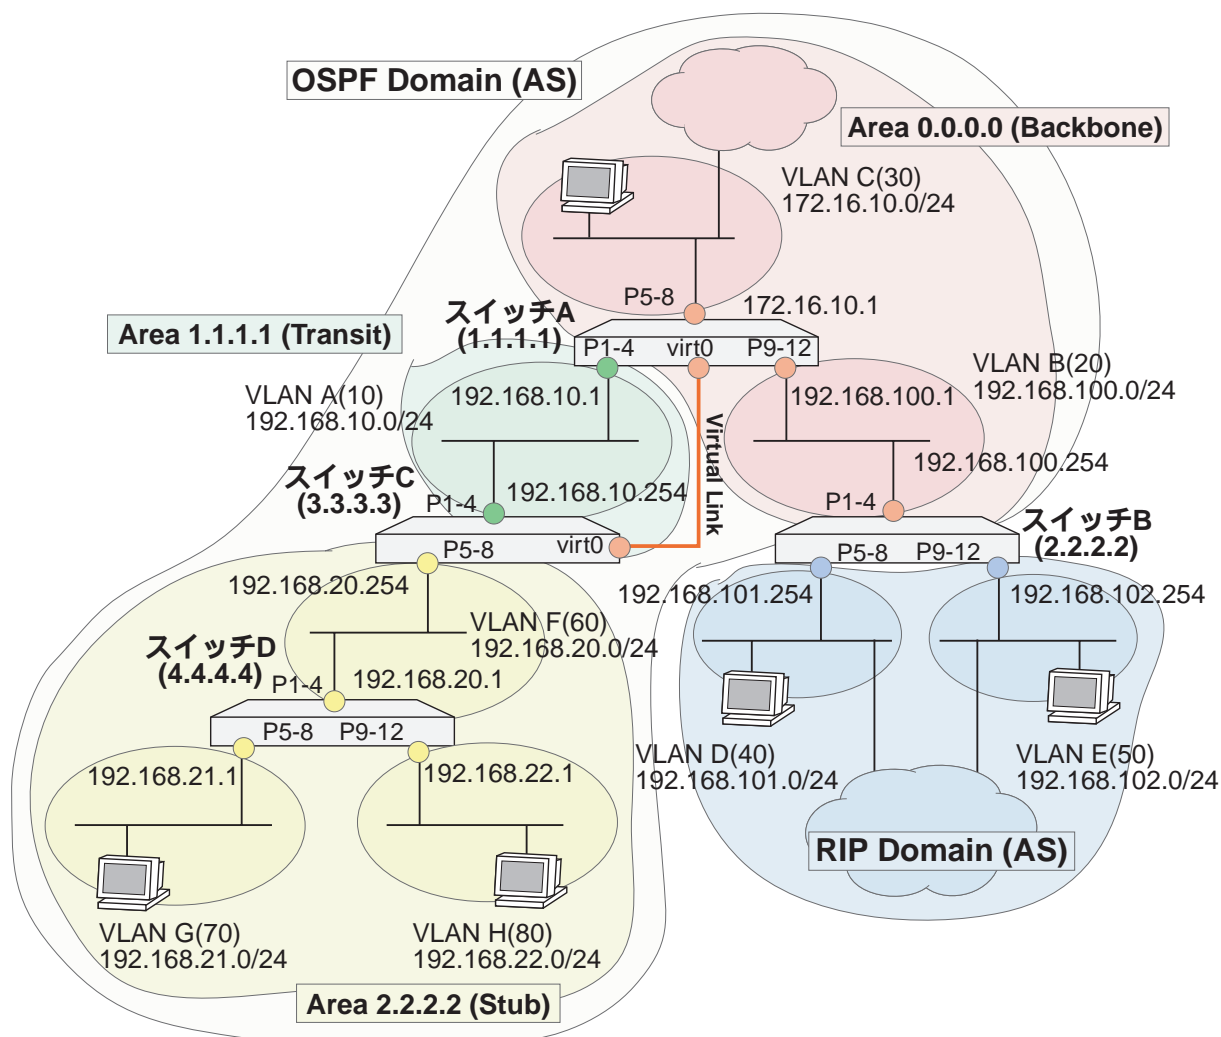 OSPF Domain (AS)
Area 0.0.0.0 (Backbone)
VLAN C(30)
172.16.10.0/24
P5-8
172.16.10.1
スイッチA
(1.1.1.1)
Area 1.1.1.1 (Transit)
P1-4
virt0
P9-12
VLAN B(20)
192.168.100.0/24
VLAN A(10)
192.168.10.0/24
192.168.10.1
192.168.100.1
Virtual Link
192.168.100.254
スイッチC
(3.3.3.3)
P1-4
192.168.10.254
P1-4
スイッチB
(2.2.2.2)
P5-8
virt0
P5-8
P9-12
192.168.20.254
192.168.101.254
192.168.102.254
VLAN F(60)
192.168.20.0/24
スイッチD
(4.4.4.4)
P1-4
192.168.20.1
P5-8
P9-12
192.168.21.1
192.168.22.1
VLAN D(40)
192.168.101.0/24
VLAN E(50)
192.168.102.0/24
RIP Domain (AS)
VLAN G(70)
192.168.21.0/24
VLAN H(80)
192.168.22.0/24
Area 2.2.2.2 (Stub)